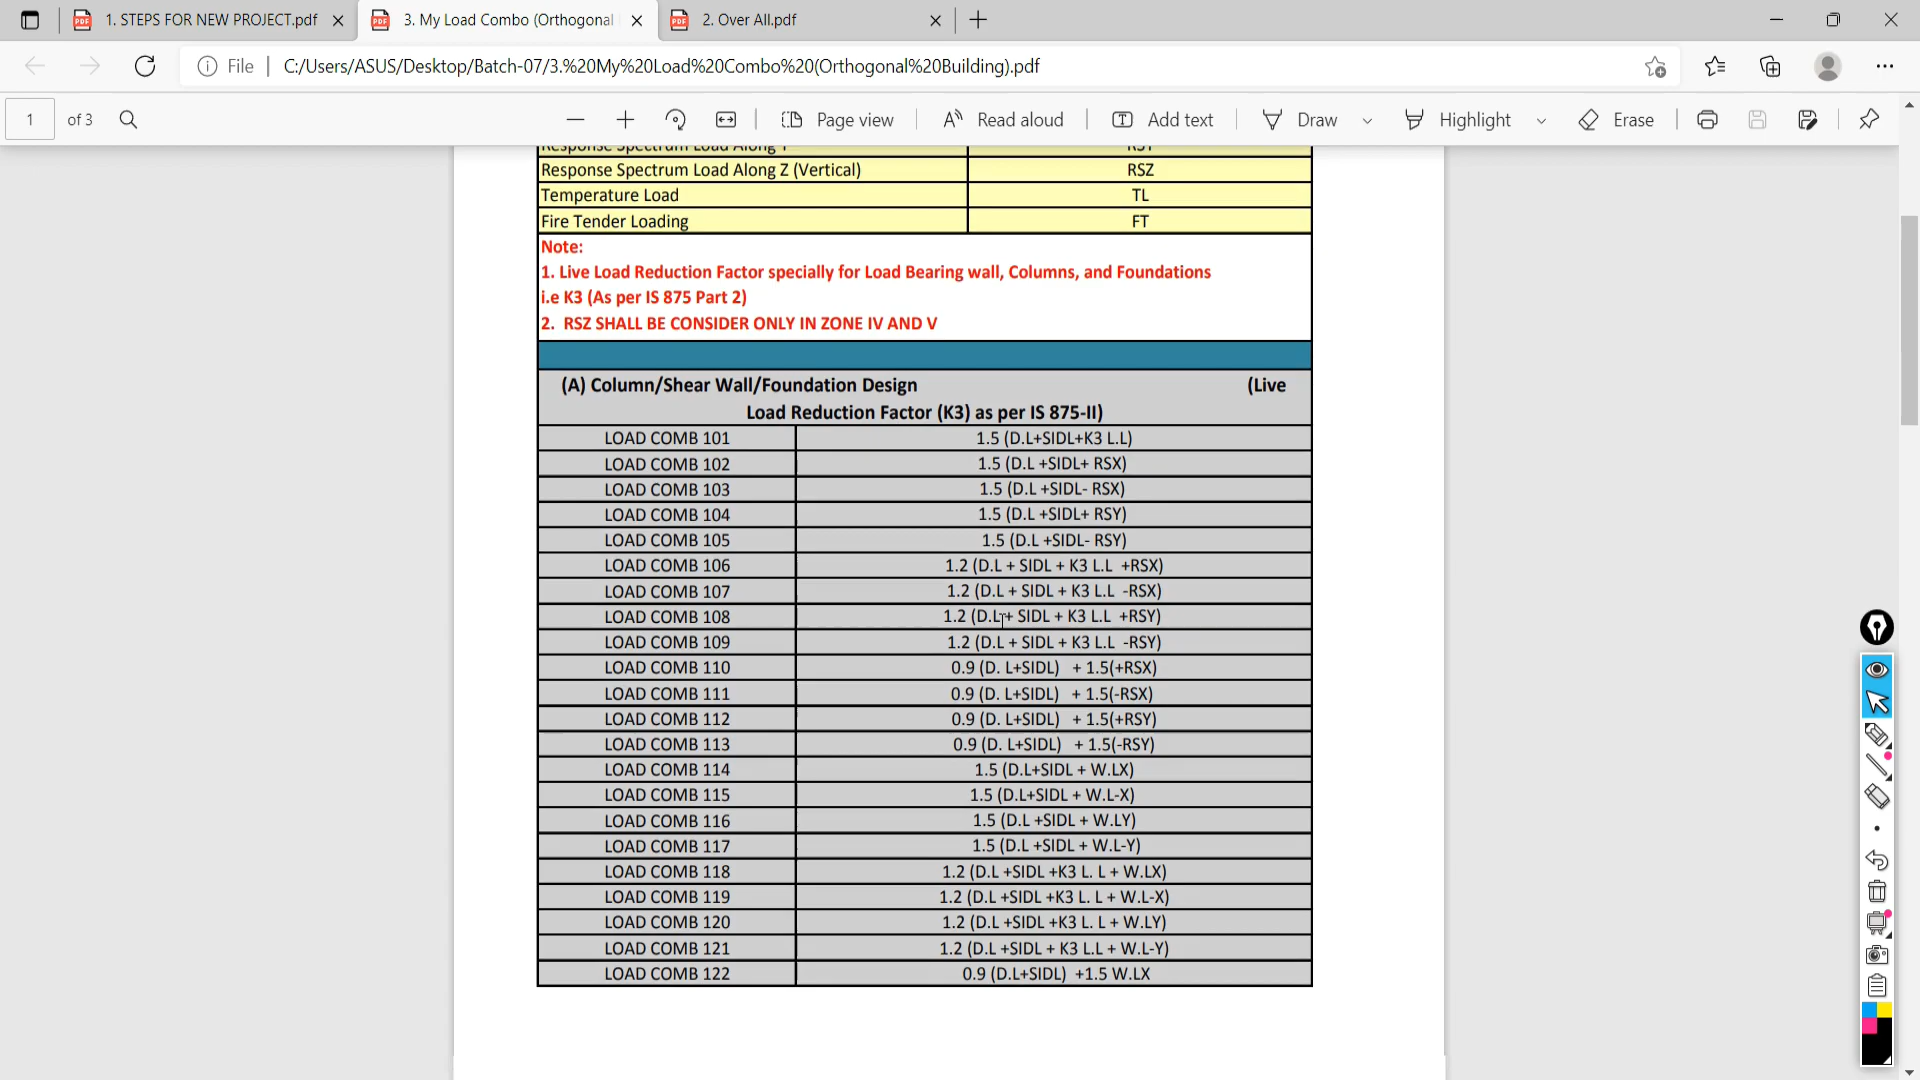 1. STEPS FOR NEW PROJECT.pdf
3. My Load Combo (Orthogonal
2. Over All.pdf
File
C:/Users/ASUS/Desktop/Batch-07/3.%20My%20Load%20Combo%20(Orthogonal%20Building).pdf
1 of 3
Page view
Read aloud
Add text
Draw
Highlight
Erase
Response Spectrum Load Along Y RSY
Response Spectrum Load Along Z (Vertical) RSZ
Temperature Load TL
Fire Tender Loading FT
Note:
1. Live Load Reduction Factor specially for Load Bearing wall, Columns, and Foundations
i.e K3 (As per IS 875 Part 2)
2. RSZ SHALL BE CONSIDER ONLY IN ZONE IV AND V
(A) Column/Shear Wall/Foundation Design (Live
Load Reduction Factor (K3) as per IS 875-II)
LOAD COMB 101 1.5 (D.L+SIDL+K3 L.L)
LOAD COMB 102 1.5 (D.L +SIDL+ RSX)
LOAD COMB 103 1.5 (D.L +SIDL- RSX)
LOAD COMB 104 1.5 (D.L +SIDL+ RSY)
LOAD COMB 105 1.5 (D.L +SIDL- RSY)
LOAD COMB 106 1.2 (D.L + SIDL + K3 L.L +RSX)
LOAD COMB 107 1.2 (D.L + SIDL + K3 L.L -RSX)
LOAD COMB 108 1.2 (D.L + SIDL + K3 L.L +RSY)
LOAD COMB 109 1.2 (D.L + SIDL + K3 L.L -RSY)
LOAD COMB 110 0.9 (D. L+SIDL) + 1.5(+RSX)
LOAD COMB 111 0.9 (D. L+SIDL) + 1.5(-RSX)
LOAD COMB 112 0.9 (D. L+SIDL) + 1.5(+RSY)
LOAD COMB 113 0.9 (D. L+SIDL) + 1.5(-RSY)
LOAD COMB 114 1.5 (D.L+SIDL + W.LX)
LOAD COMB 115 1.5 (D.L+SIDL + W.L-X)
LOAD COMB 116 1.5 (D.L +SIDL + W.LY)
LOAD COMB 117 1.5 (D.L +SIDL + W.L-Y)
LOAD COMB 118 1.2 (D.L +SIDL +K3 L. L + W.LX)
LOAD COMB 119 1.2 (D.L +SIDL +K3 L. L + W.L-X)
LOAD COMB 120 1.2 (D.L +SIDL +K3 L. L + W.LY)
LOAD COMB 121 1.2 (D.L +SIDL + K3 L.L + W.L-Y)
LOAD COMB 122 0.9 (D.L+SIDL) +1.5 W.LX